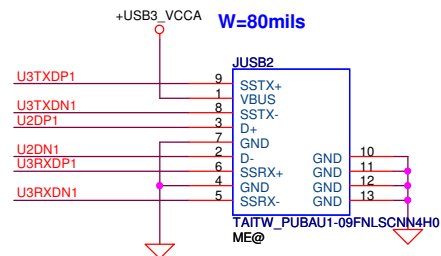 +USB3_VCCA
W=80mils
JUSB2
U3TXDP1 9 SSTX+
1 VBUS
U3TXDN1 8 SSTX-
U2DP1 3 D+
7 GND
U2DN1 2 D- GND 10
U3RXDP1 6 SSRX+ GND 11
4 GND GND 12
U3RXDN1 5 SSRX- GND 13
TAITW_PUBAU1-09FNLSCNN4H0
ME@